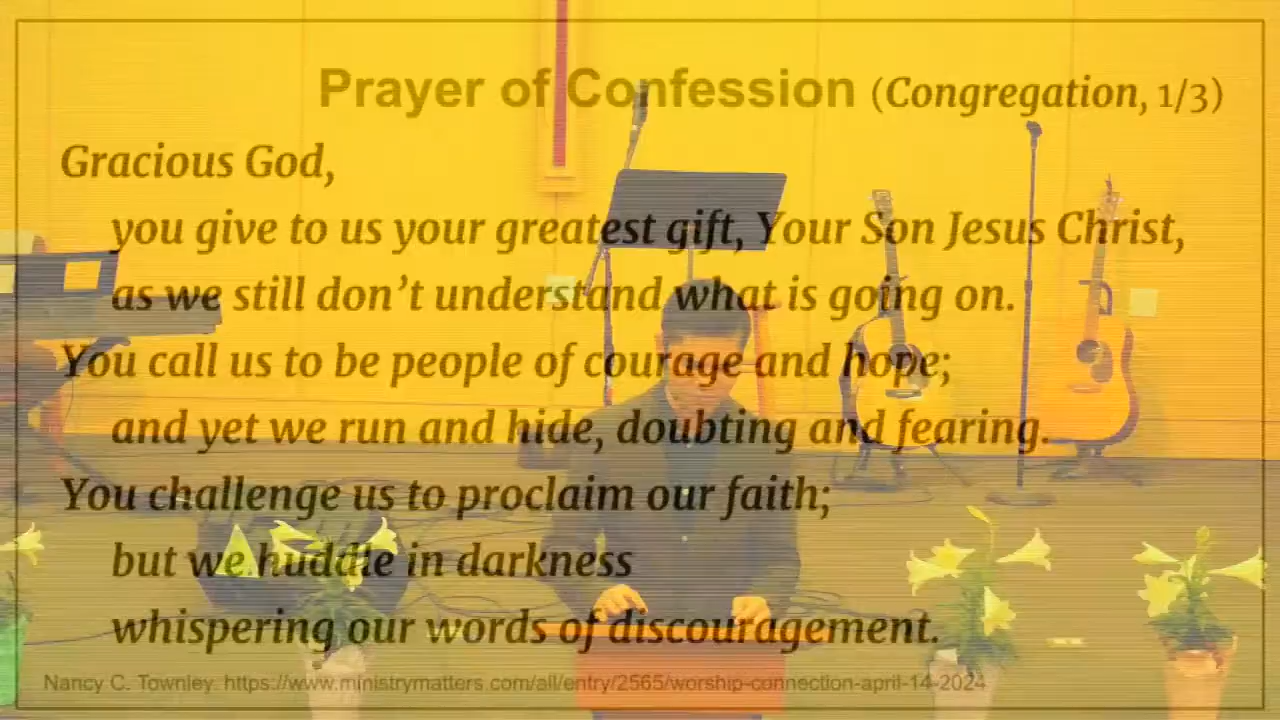 Prayer of Confession (Congregation, 1/3)
Gracious God,
you give to us your greatest gift, Your Son Jesus Christ,
as we still don’t understand what is going on.
You call us to be people of courage and hope;
and yet we run and hide, doubting and fearing.
You challenge us to proclaim our faith;
but we huddle in darkness
whispering our words of discouragement.
Nancy C. Townley. https://www.ministrymatters.com/all/entry/2565/worship-connection-april-14-2024